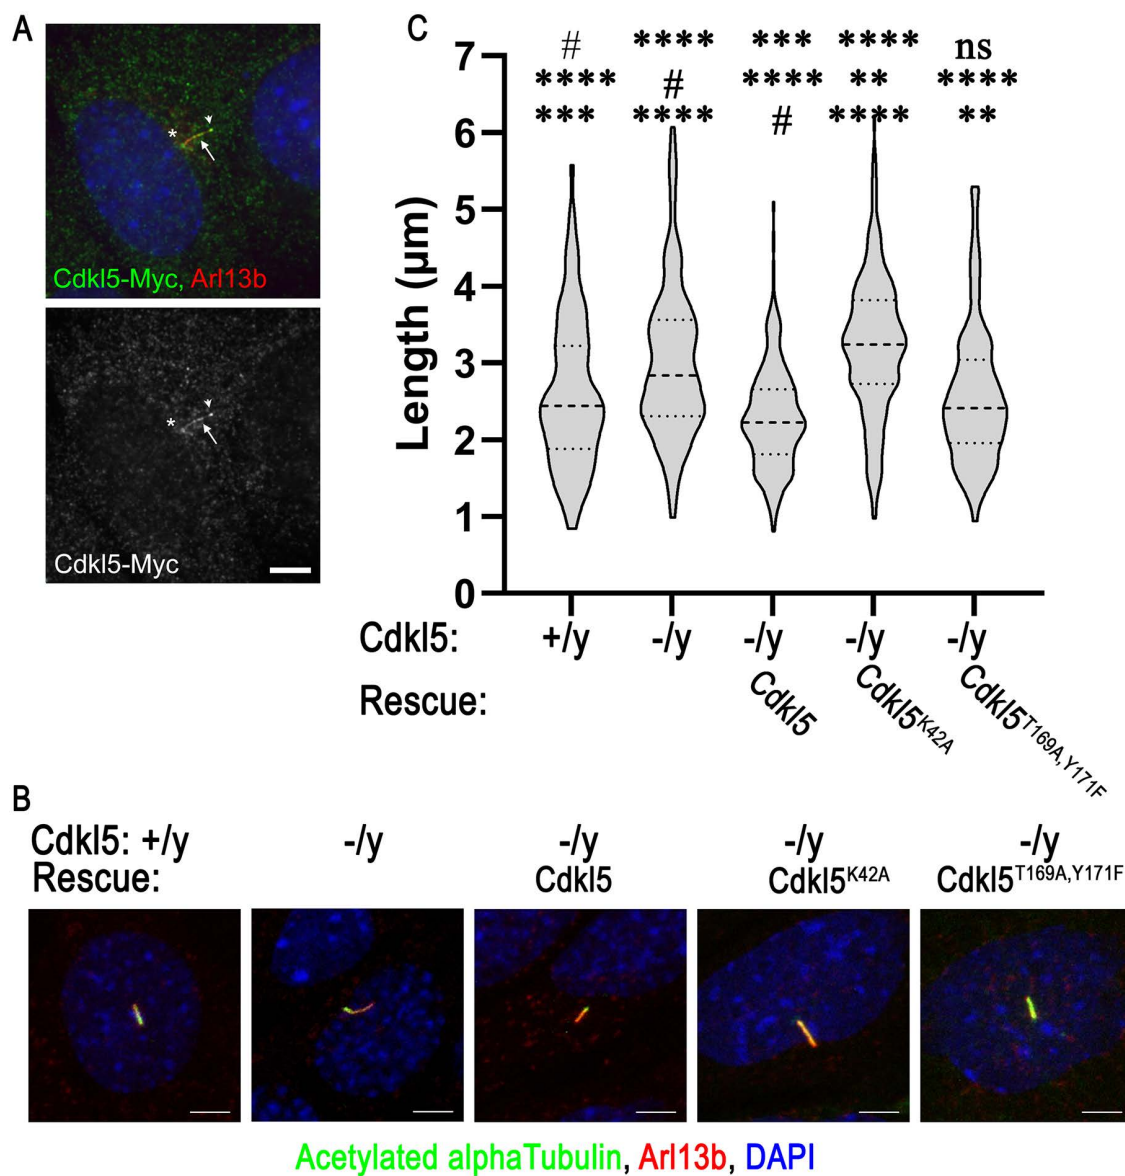 A
*
Cdkl5-Myc, Arl13b
*
Cdkl5-Myc
C
# **** *** **** ns
**** # **** ** ****
*** **** # **** **
Length (µm)
7
6
5
4
3
2
1
0
Cdkl5: +/y -/y -/y -/y -/y
Rescue: Cdkl5 Cdkl5K42A Cdkl5T169A,Y171F
B
Cdkl5: +/y -/y -/y -/y -/y
Rescue: Cdkl5 Cdkl5K42A Cdkl5T169A,Y171F
Acetylated alphaTubulin, Arl13b, DAPI